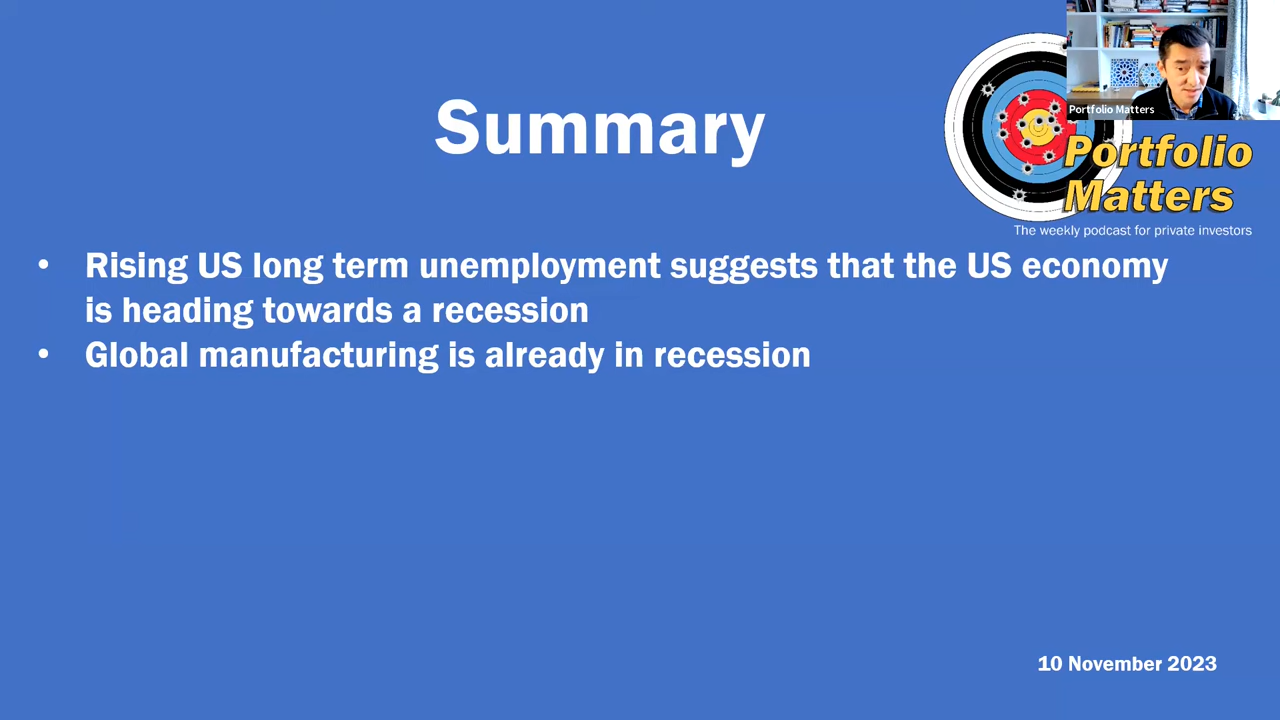 Summary
Portfolio Matters
Portfolio
Matters
The weekly podcast for private investors
• Rising US long term unemployment suggests that the US economy
is heading towards a recession
• Global manufacturing is already in recession
10 November 2023